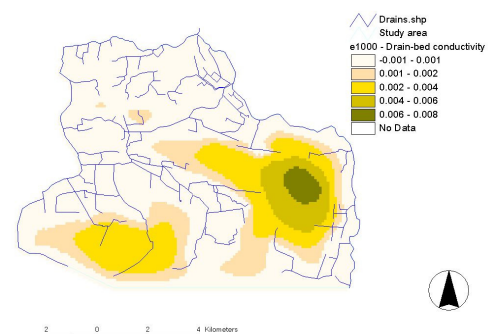 Drains.shp
Study area
e1000 - Drain-bed conductivity
-0.001 - 0.001
0.001 - 0.002
0.002 - 0.004
0.004 - 0.006
0.006 - 0.008
No Data
2 0 2 4 Kilometers